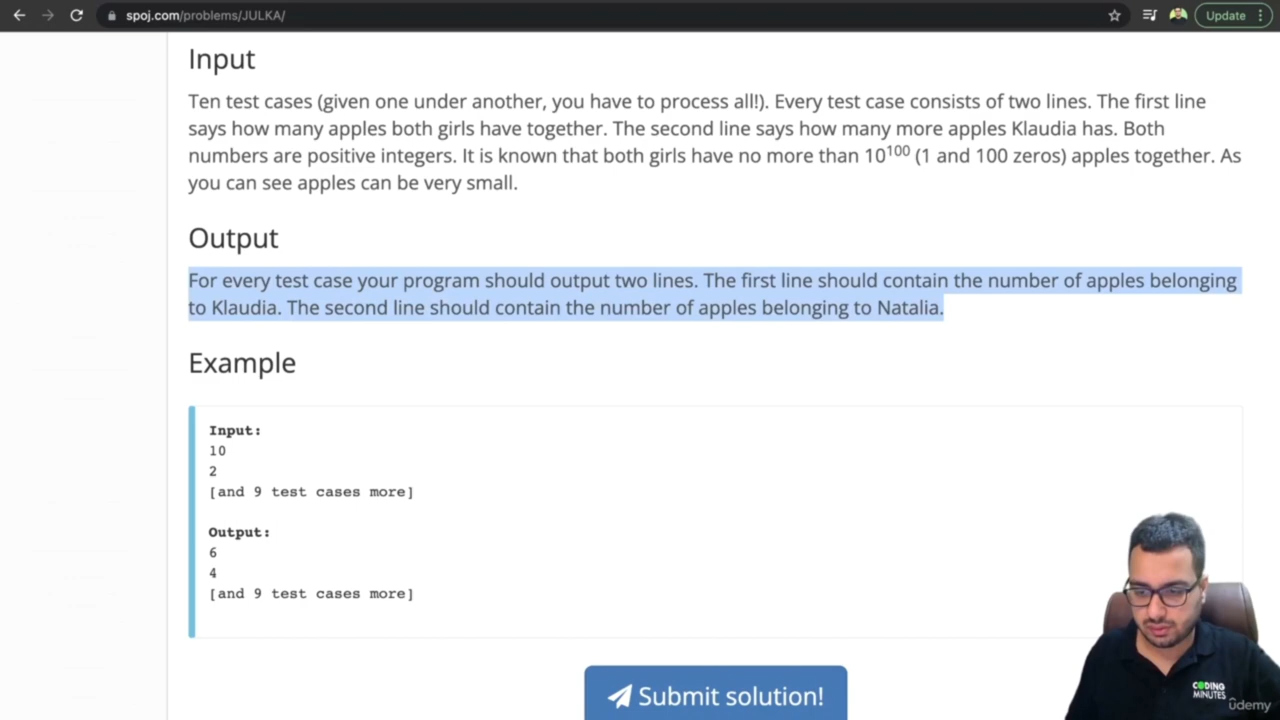 spoj.com/problems/JULKA/
Update
Input
Ten test cases (given one under another, you have to process all!). Every test case consists of two lines. The first line
says how many apples both girls have together. The second line says how many more apples Klaudia has. Both
numbers are positive integers. It is known that both girls have no more than 10^100 (1 and 100 zeros) apples together. As
you can see apples can be very small.
Output
For every test case your program should output two lines. The first line should contain the number of apples belonging
to Klaudia. The second line should contain the number of apples belonging to Natalia.
Example
Input:
10
2
[and 9 test cases more]
Output:
6
4
[and 9 test cases more]
Submit solution!
CODING
MINUTES
ûdemy